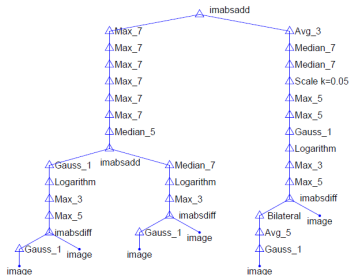 imabsadd
Max_7
Avg_3
Max_7
Median_7
Max_7
Median_7
Max_7
Scale k=0.05
Max_7
Max_5
Max_7
Max_5
Median_5
Gauss_1
imabsadd
Logarithm
Gauss_1
Median_7
Max_3
Logarithm
Logarithm
Max_5
Max_3
Max_3
imabsdiff
Max_5
imabsdiff
Bilateral
image
imabsdiff
Gauss_1
image
Avg_5
Gauss_1
image
image
Gauss_1
image
image